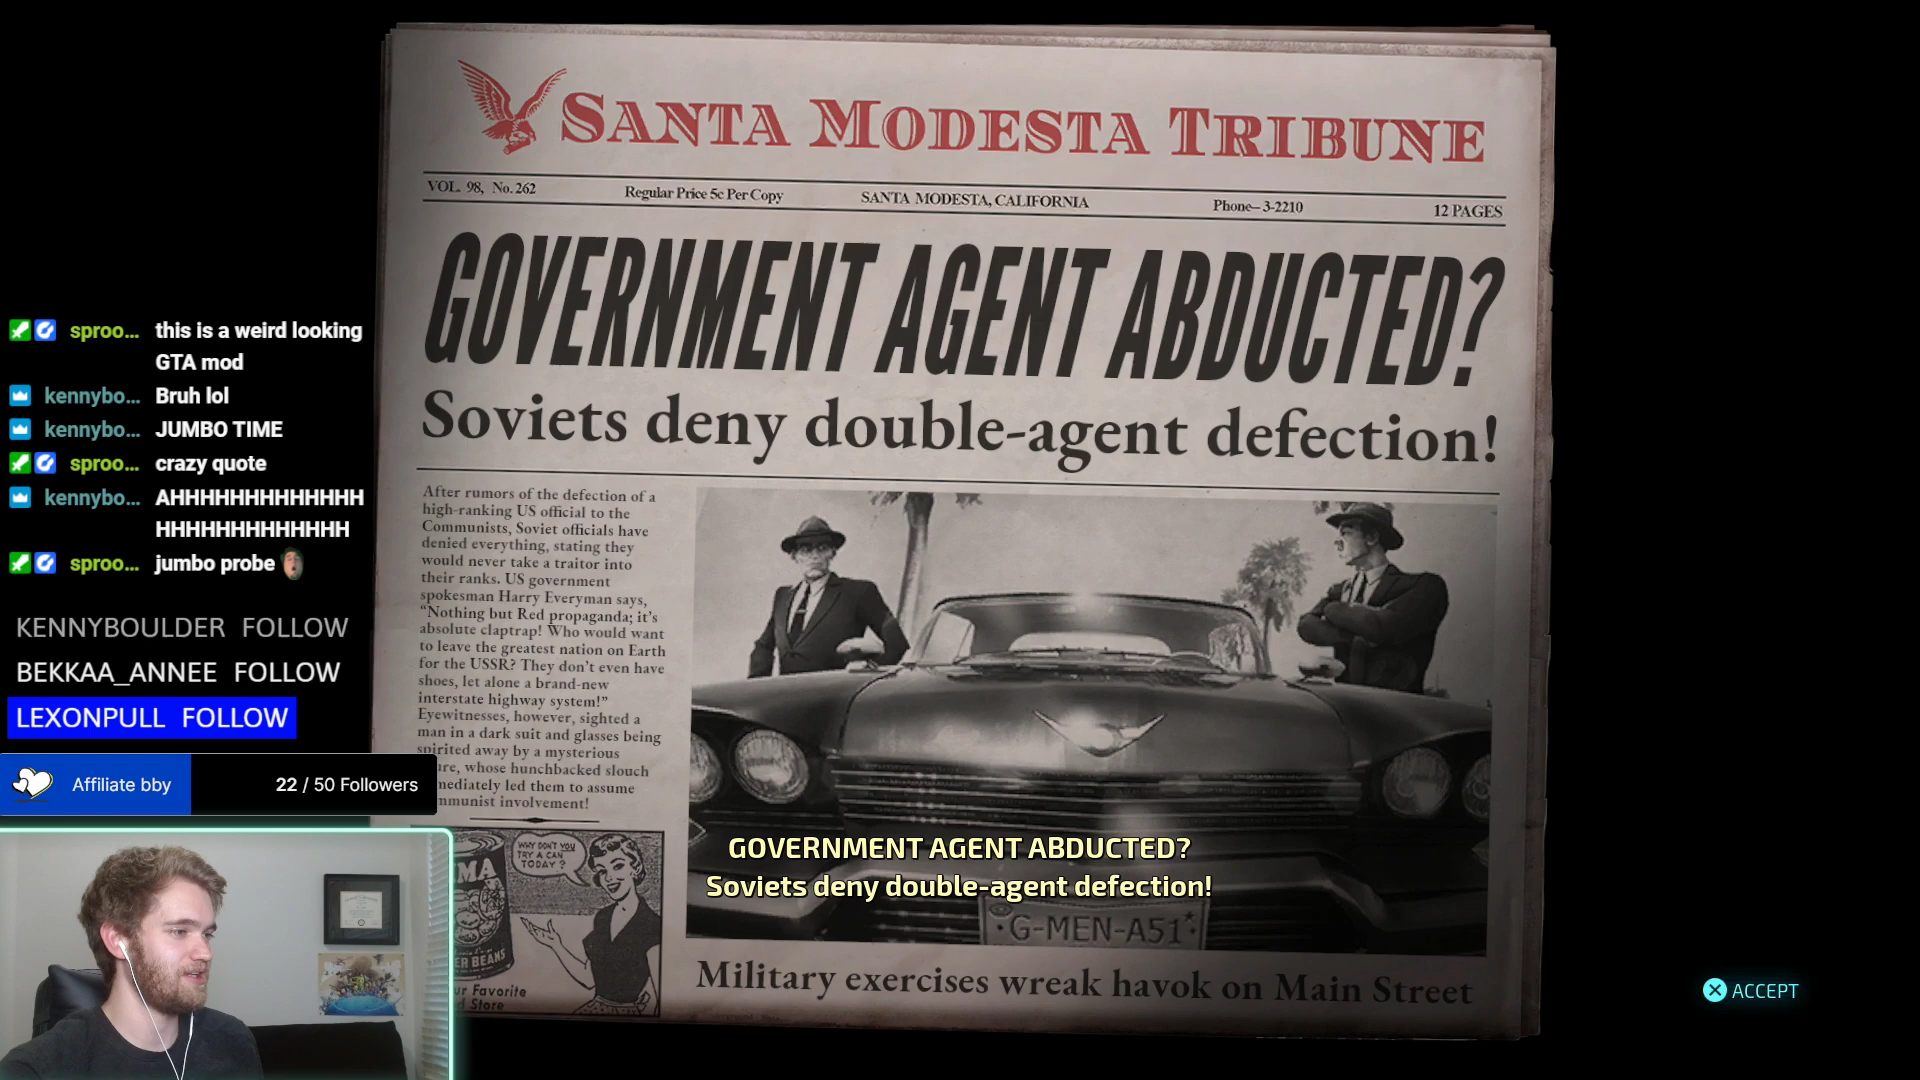 SANTA MODESTA TRIBUNE
VOL. 98, No. 262 Regular Price 5c Per Copy SANTA MODESTA, CALIFORNIA Phone–3-2210 12 PAGES
GOVERNMENT AGENT ABDUCTED?
Soviets deny double-agent defection!
After rumors of the defection of a
high-ranking US official to the
Communists, Soviet officials have
denied everything, stating they
would never take a traitor into
their ranks. US government
spokesman Harry Everyman says,
“Nothing but Red propaganda; it's
absolute claptrap! Who would want
to leave the greatest nation on Earth
for the USSR? They don't even have
shoes, let alone a brand-new
interstate highway system!”
Eyewitnesses, however, sighted a
man in a dark suit and glasses being
spirited away by a mysterious
whose hunchbacked slouch
led them to assume
involvement!
WHY DON'T YOU
TRY A CAN
TODAY?
BEANS
Favorite
Store
G-MEN-A51
Military exercises wreak havok on Main Street
GOVERNMENT AGENT ABDUCTED?
Soviets deny double-agent defection!
ACCEPT
sproo... this is a weird looking
GTA mod
kennybo... Bruh lol
kennybo... JUMBO TIME
sproo... crazy quote
kennybo... AHHHHHHHHHHHHHH
HHHHHHHHHHHHH
sproo... jumbo probe
KENNYBOULDER FOLLOW
BEKKAA_ANNEE FOLLOW
LEXONPULL FOLLOW
Affiliate bby 22 / 50 Followers